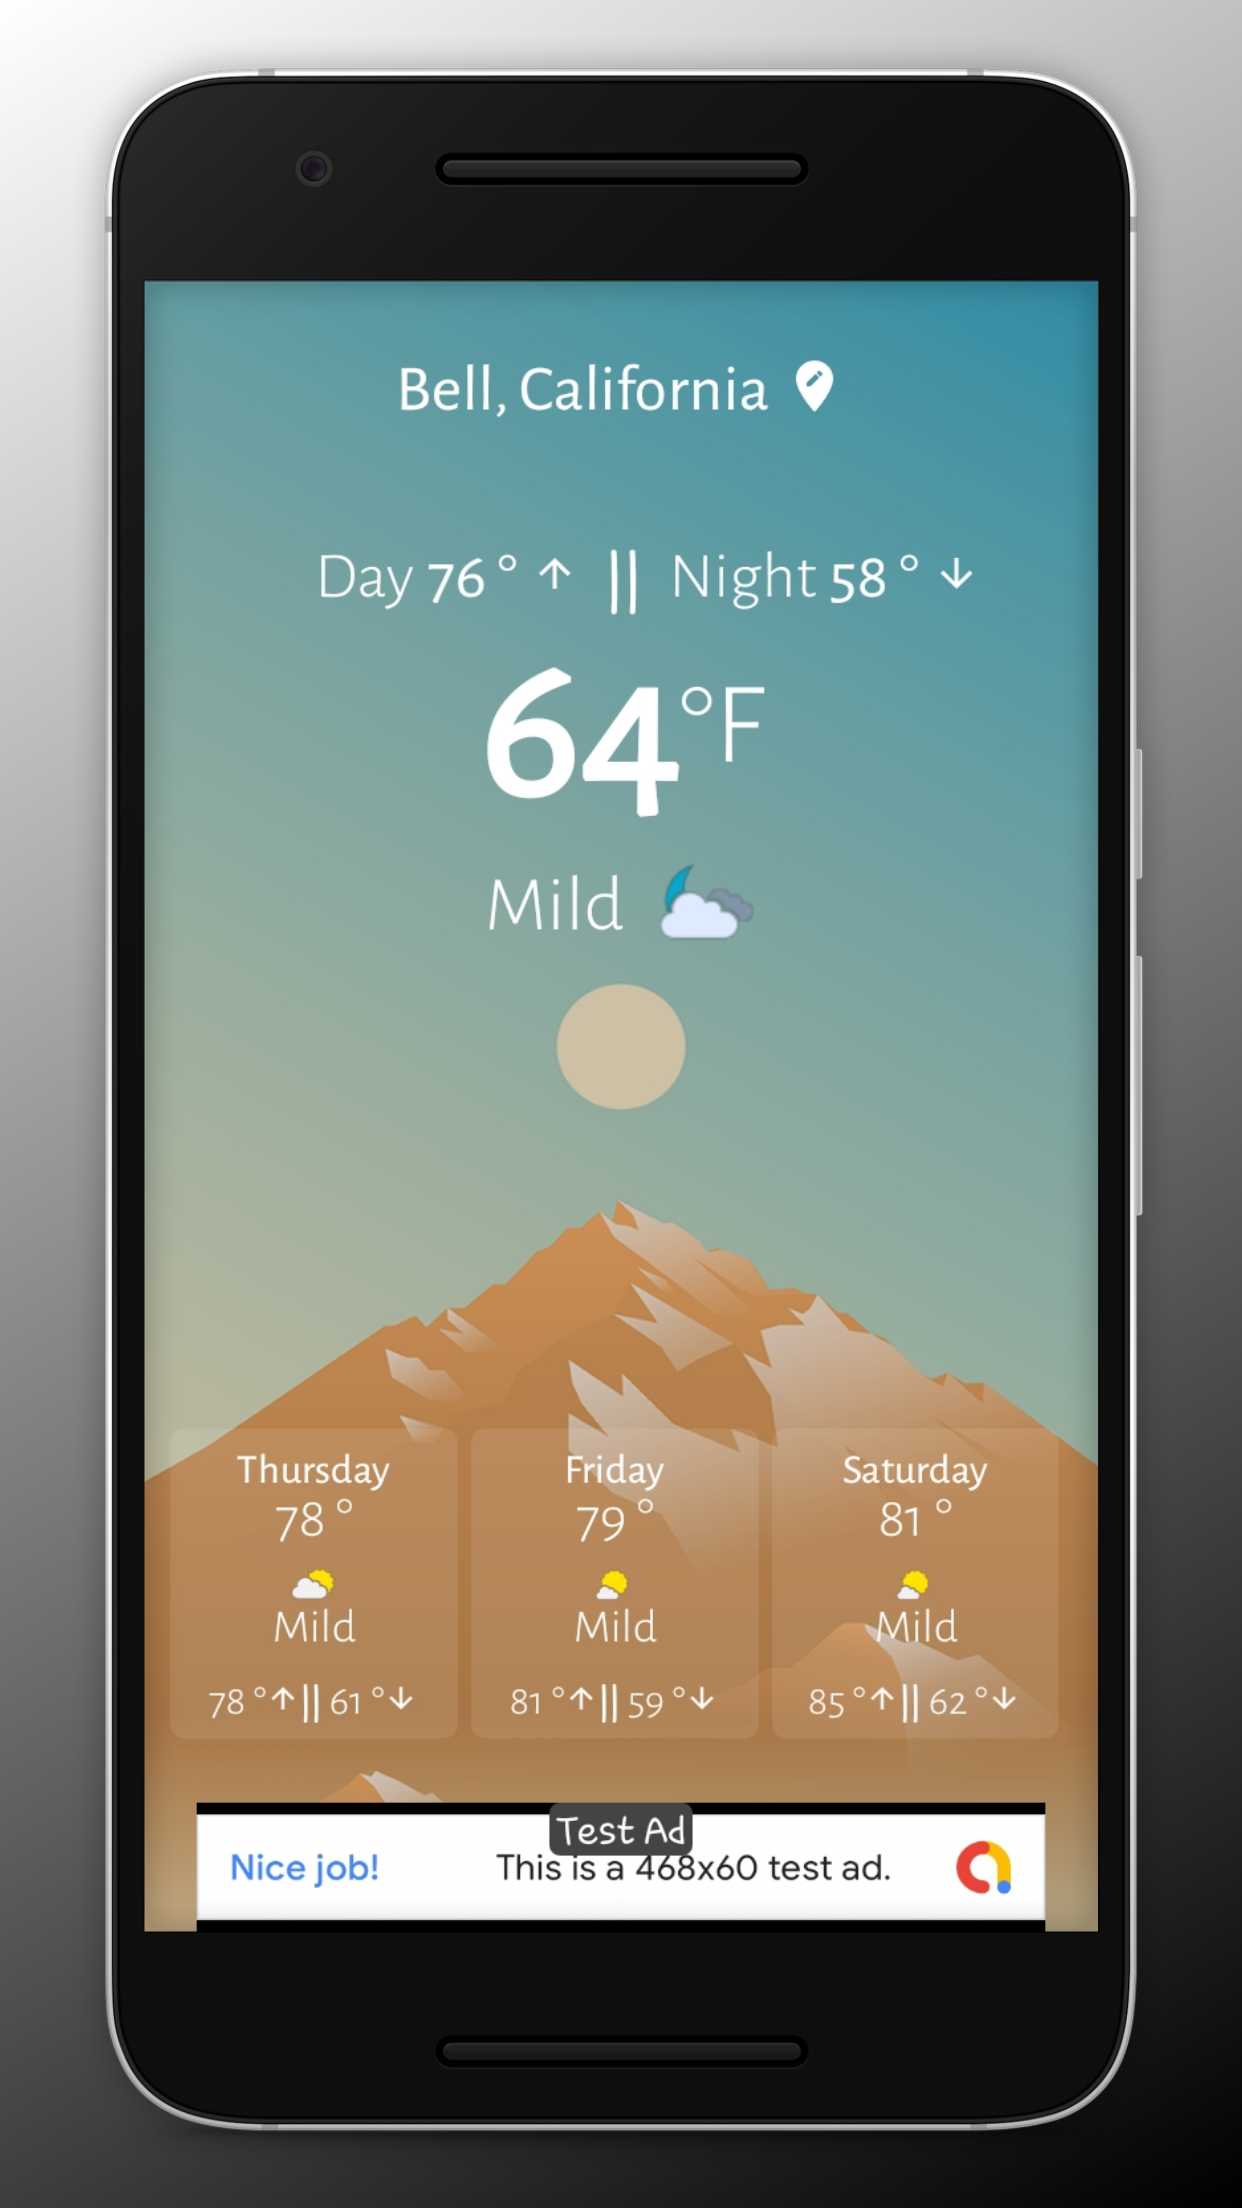 Bell, California
Day 76 ° ↑ || Night 58 ° ↓
64°F
Mild
Thursday
78 °
Mild
78 °↑|| 61 °↓
Friday
79 °
Mild
81 °↑|| 59 °↓
Saturday
81 °
Mild
85 °↑|| 62 °↓
Test Ad
Nice job! This is a 468x60 test ad.